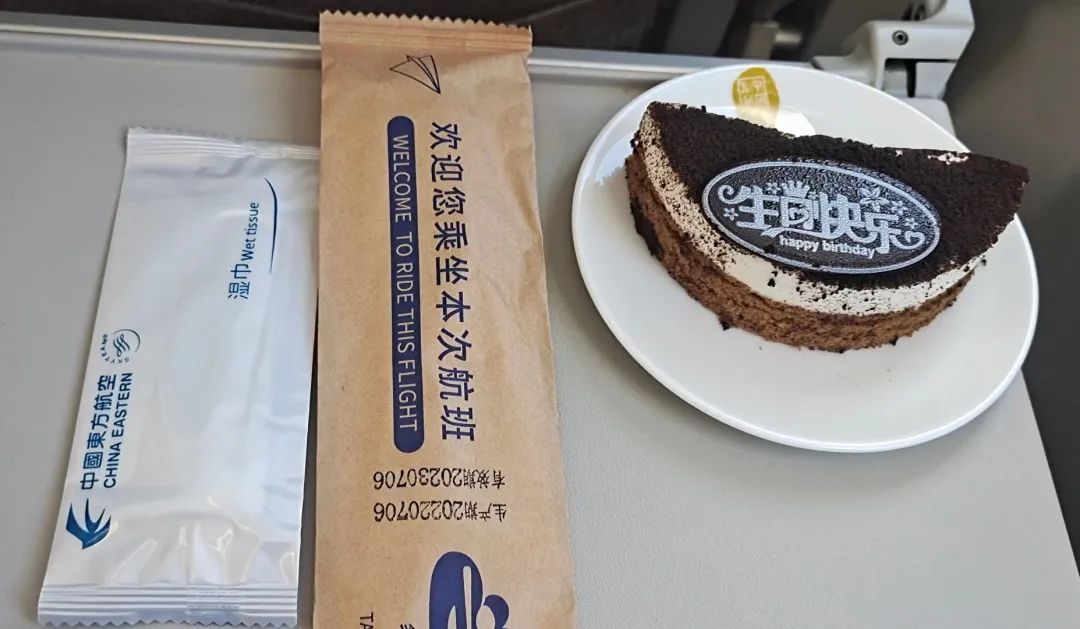 湿巾 Wet tissue
SKYTEAM
中國東方航空
CHINA EASTERN
欢迎您乘坐本次航班
WELCOME TO RIDE THIS FLIGHT
有效期20230706
生产期20220706
TA
生日快乐
happy birthday